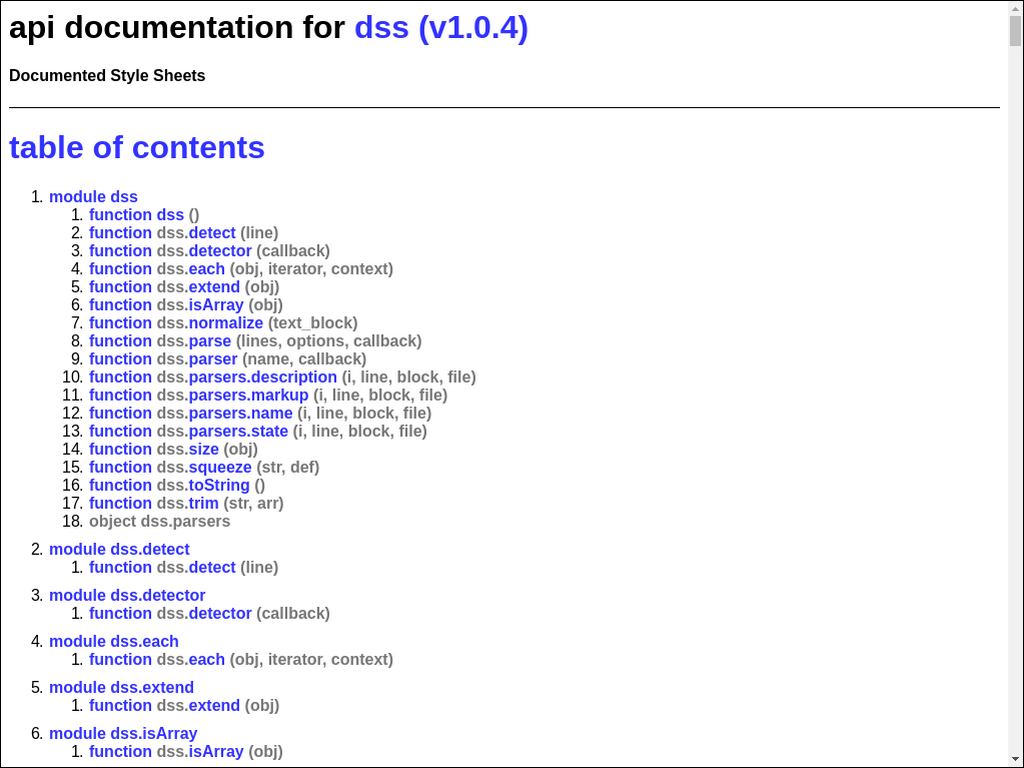 api documentation for dss (v1.0.4)
Documented Style Sheets
table of contents
1. module dss
1. function dss ()
2. function dss.detect (line)
3. function dss.detector (callback)
4. function dss.each (obj, iterator, context)
5. function dss.extend (obj)
6. function dss.isArray (obj)
7. function dss.normalize (text_block)
8. function dss.parse (lines, options, callback)
9. function dss.parser (name, callback)
10. function dss.parsers.description (i, line, block, file)
11. function dss.parsers.markup (i, line, block, file)
12. function dss.parsers.name (i, line, block, file)
13. function dss.parsers.state (i, line, block, file)
14. function dss.size (obj)
15. function dss.squeeze (str, def)
16. function dss.toString ()
17. function dss.trim (str, arr)
18. object dss.parsers
2. module dss.detect
1. function dss.detect (line)
3. module dss.detector
1. function dss.detector (callback)
4. module dss.each
1. function dss.each (obj, iterator, context)
5. module dss.extend
1. function dss.extend (obj)
6. module dss.isArray
1. function dss.isArray (obj)